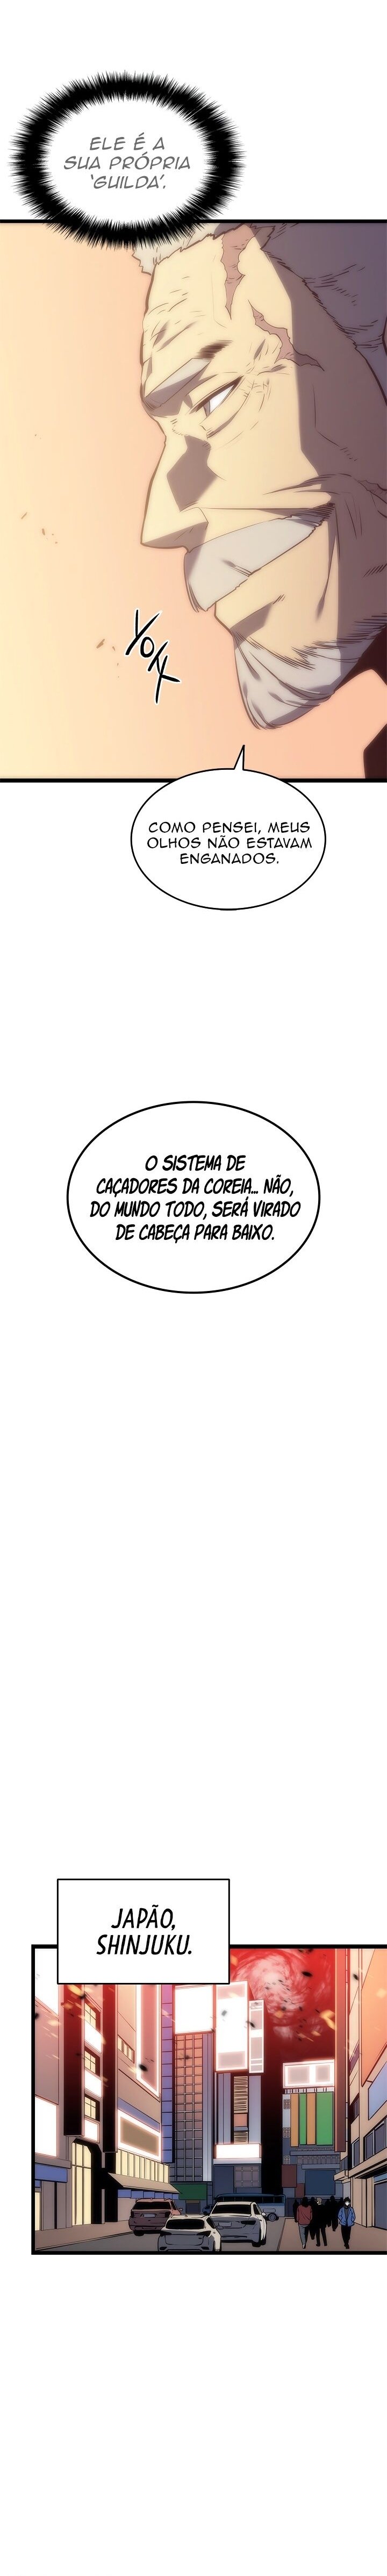 ELE É A
SUA PRÓPRIA
'GUILDA'.
COMO PENSEI, MEUS
OLHOS NÃO ESTAVAM
ENGANADOS.
O SISTEMA DE
CAÇADORES DA COREIA... NÃO,
DO MUNDO TODO, SERÁ VIRADO
DE CABEÇA PARA BAIXO.
JAPÃO,
SHINJUKU.